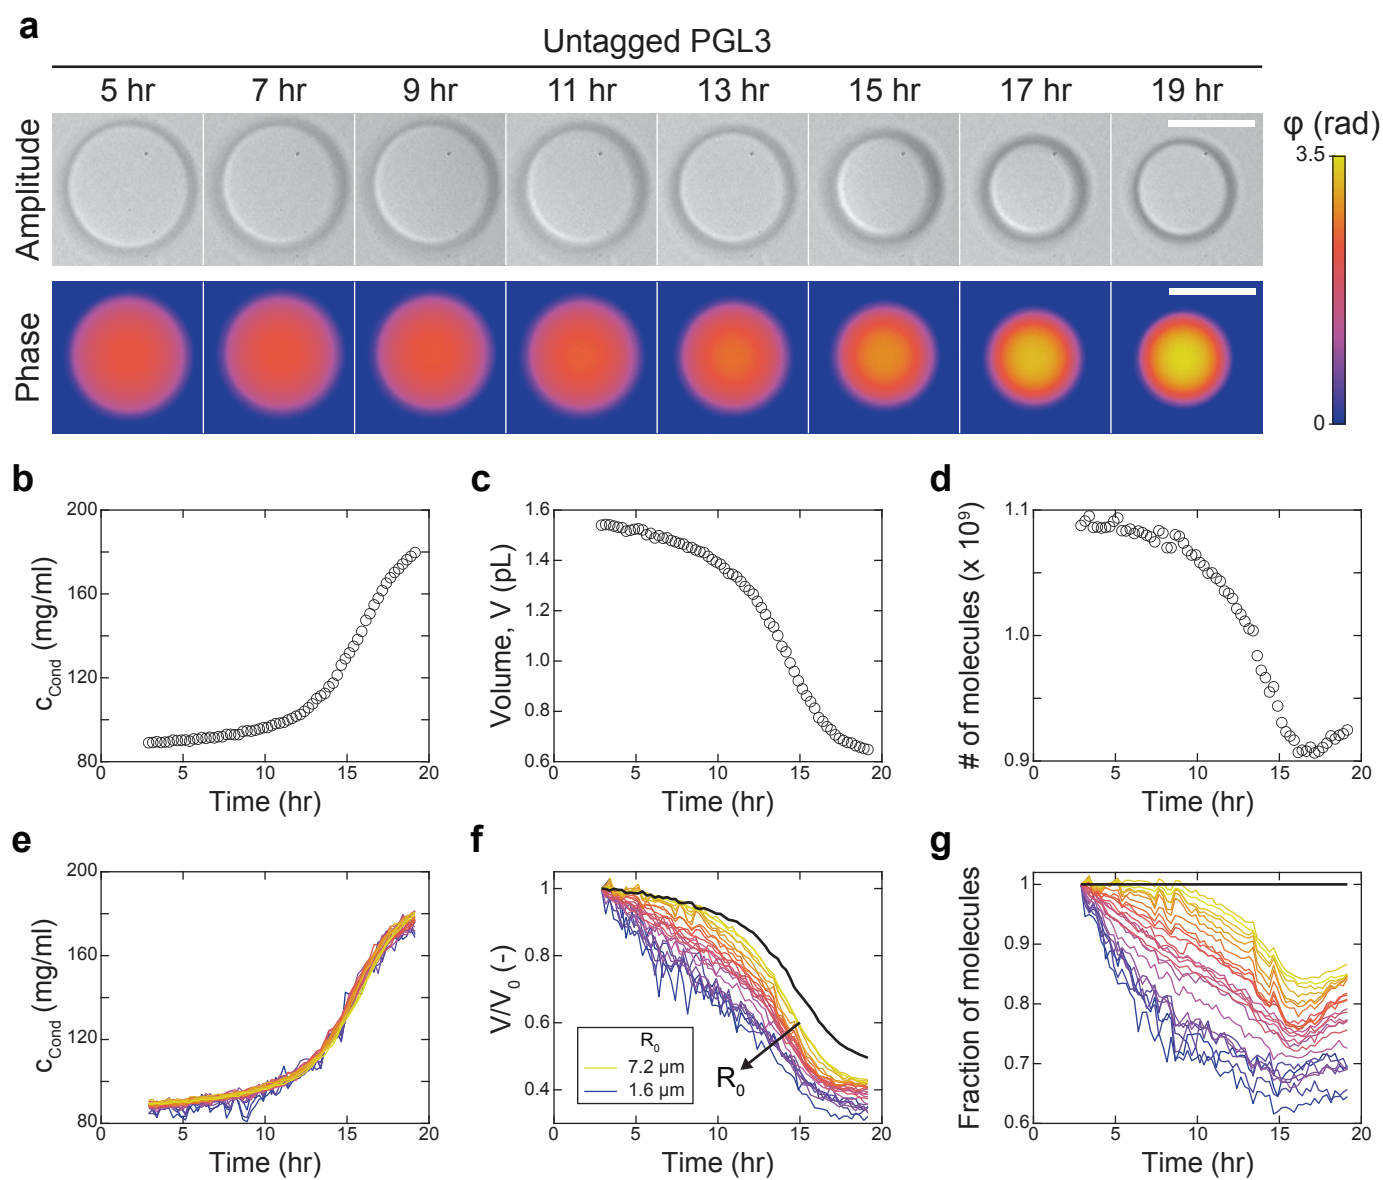 a
Untagged PGL3
5 hr 7 hr 9 hr 11 hr 13 hr 15 hr 17 hr 19 hr
Amplitude
φ (rad)
3.5
0
Phase
b
200
160
120
80
c_Cond (mg/ml)
0 5 10 15 20
Time (hr)
c
1.6
1.4
1.2
1.0
0.8
0.6
Volume, V (pL)
0 5 10 15 20
Time (hr)
d
1.1
1.0
0.9
# of molecules (x 10⁹)
0 5 10 15 20
Time (hr)
e
200
160
120
80
c_Cond (mg/ml)
0 5 10 15 20
Time (hr)
f
1
0.8
0.6
0.4
V/V₀ (-)
R₀
7.2 μm
1.6 μm
R₀
0 5 10 15 20
Time (hr)
g
1
0.9
0.8
0.7
0.6
Fraction of molecules
0 5 10 15 20
Time (hr)